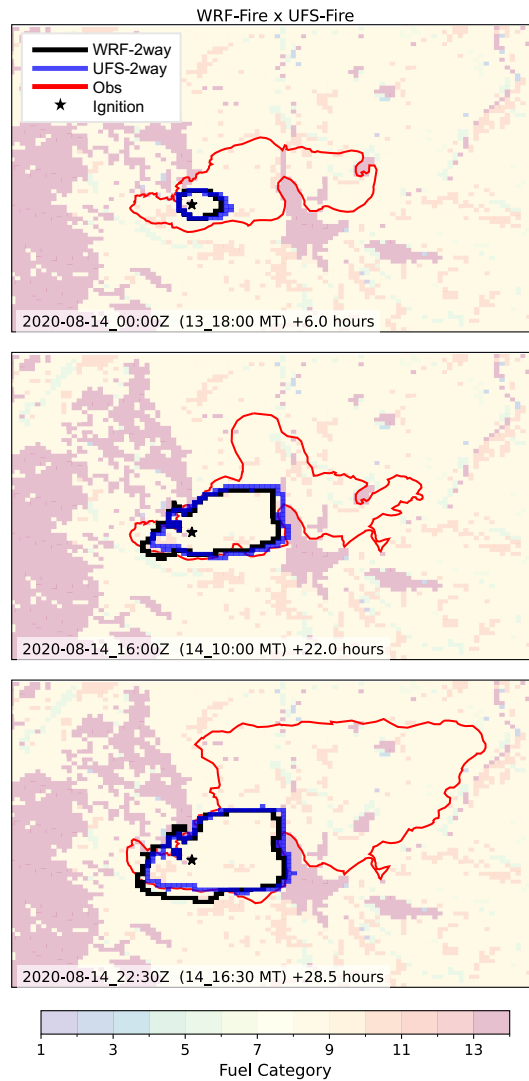 WRF-Fire x UFS-Fire
WRF-2way
UFS-2way
Obs
Ignition
2020-08-14_00:00Z (13_18:00 MT) +6.0 hours
2020-08-14_16:00Z (14_10:00 MT) +22.0 hours
2020-08-14_22:30Z (14_16:30 MT) +28.5 hours
1 3 5 7 9 11 13
Fuel Category